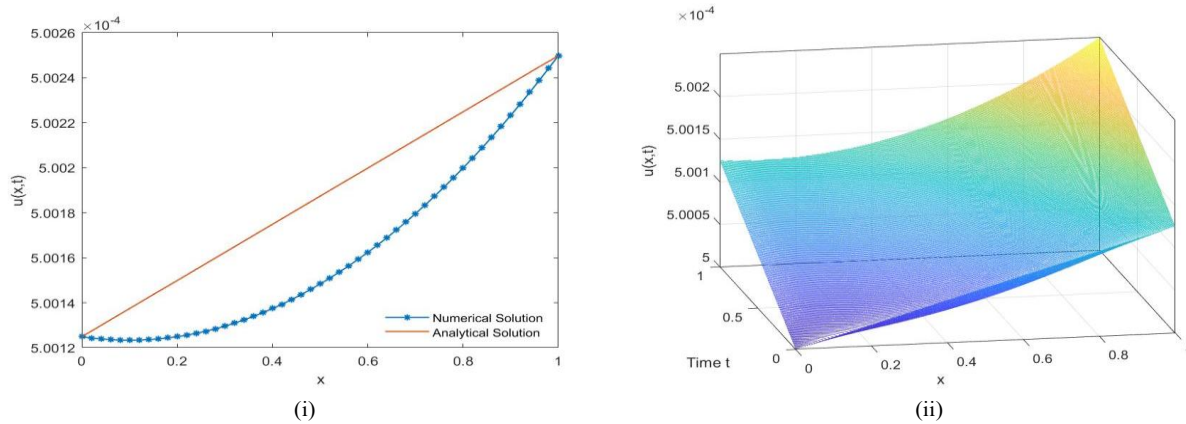 ×10⁻⁴
5.0026
5.0024
5.0022
5.002
5.0018
5.0016
5.0014
5.0012
u(x,t)
0 0.2 0.4 0.6 0.8 1
x
Numerical Solution
Analytical Solution
(i)
×10⁻⁴
5.002
5.0015
5.001
5.0005
5
u(x,t)
1
0.5
0
Time t
0 0.2 0.4 0.6 0.8
x
(ii)